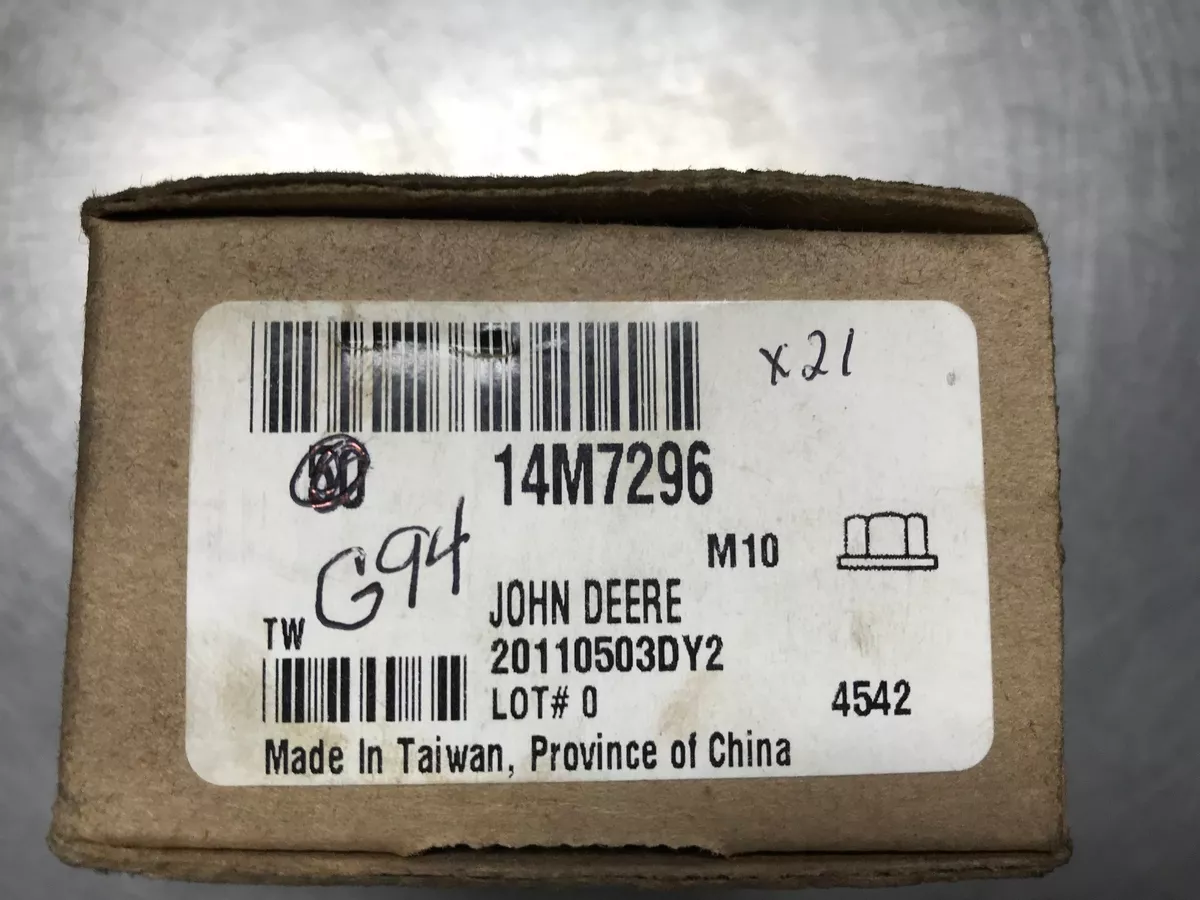 x21
14M7296
G94
M10
JOHN DEERE
TW
20110503DY2
LOT# 0
4542
Made In Taiwan, Province of China